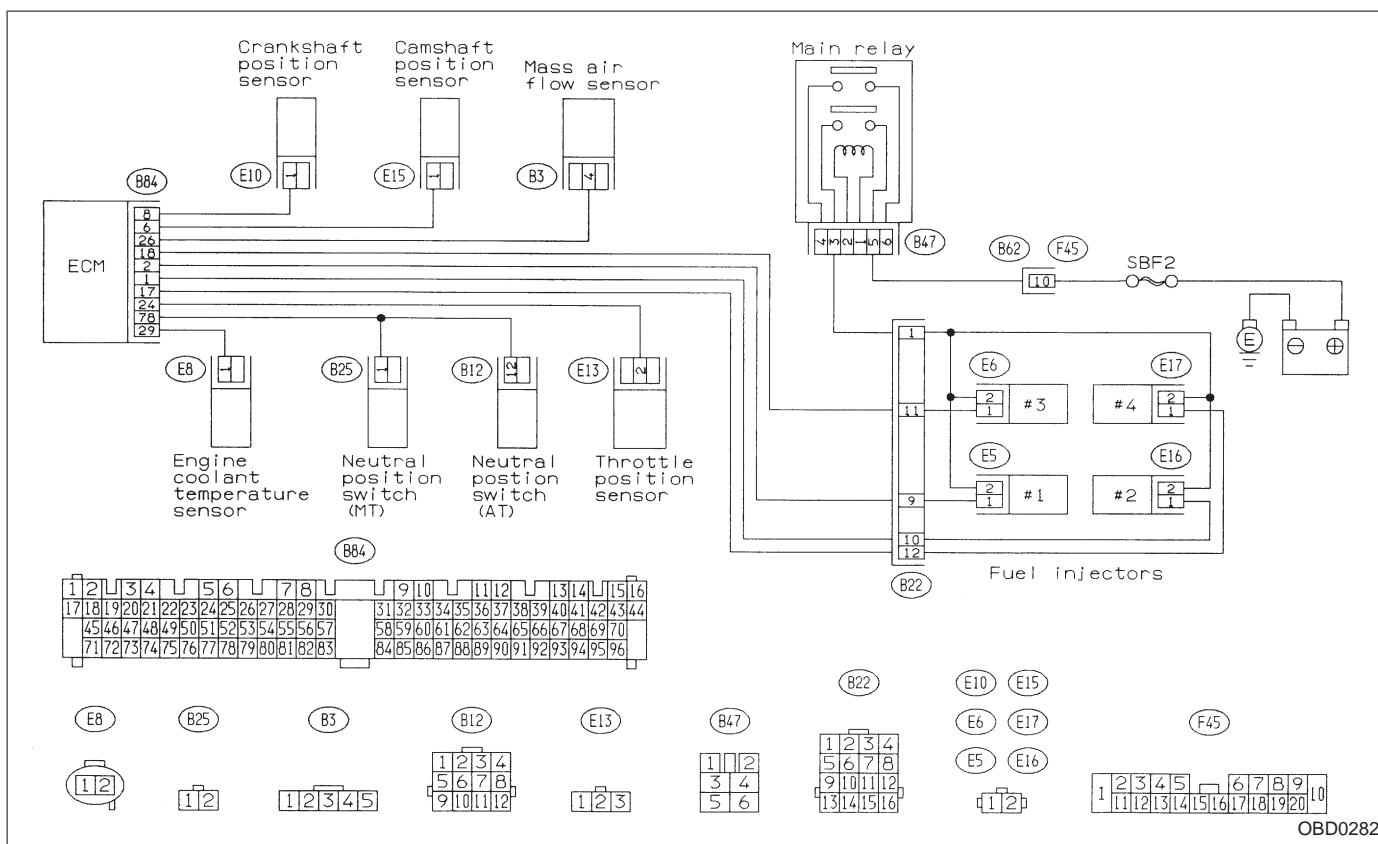 Crankshaft
position
sensor
Camshaft
position
sensor
Mass air
flow sensor
Main relay
E10
1
E15
1
B3
4
B84
ECM
8
6
26
18
2
1
17
24
78
29
4 3 2 1 5 6
B47
B62
F45
10
SBF2
E
⊖ ⊕
E8
1
B25
1
B12
12
E13
2
Engine
coolant
temperature
sensor
Neutral
position
switch
(MT)
Neutral
postion
switch
(AT)
Throttle
position
sensor
1
11
9
10
12
B22
E6
2
1
#3
E17
#4
2
1
E5
2
1
#1
E16
#2
2
1
Fuel injectors
B84
1 2 3 4 5 6 7 8 9 10 11 12 13 14 15 16
17 18 19 20 21 22 23 24 25 26 27 28 29 30 31 32 33 34 35 36 37 38 39 40 41 42 43 44
45 46 47 48 49 50 51 52 53 54 55 56 57 58 59 60 61 62 63 64 65 66 67 68 69 70
71 72 73 74 75 76 77 78 79 80 81 82 83 84 85 86 87 88 89 90 91 92 93 94 95 96
E8
1 2
B25
1 2
B3
1 2 3 4 5
B12
1 2 3 4
5 6 7 8
9 10 11 12
E13
1 2 3
B47
1 2
3 4
5 6
B22
1 2 3 4
5 6 7 8
9 10 11 12
13 14 15 16
E10 E15
E6 E17
E5 E16
1 2
F45
1 2 3 4 5 6 7 8 9 10
11 12 13 14 15 16 17 18 19 20
OBD0282